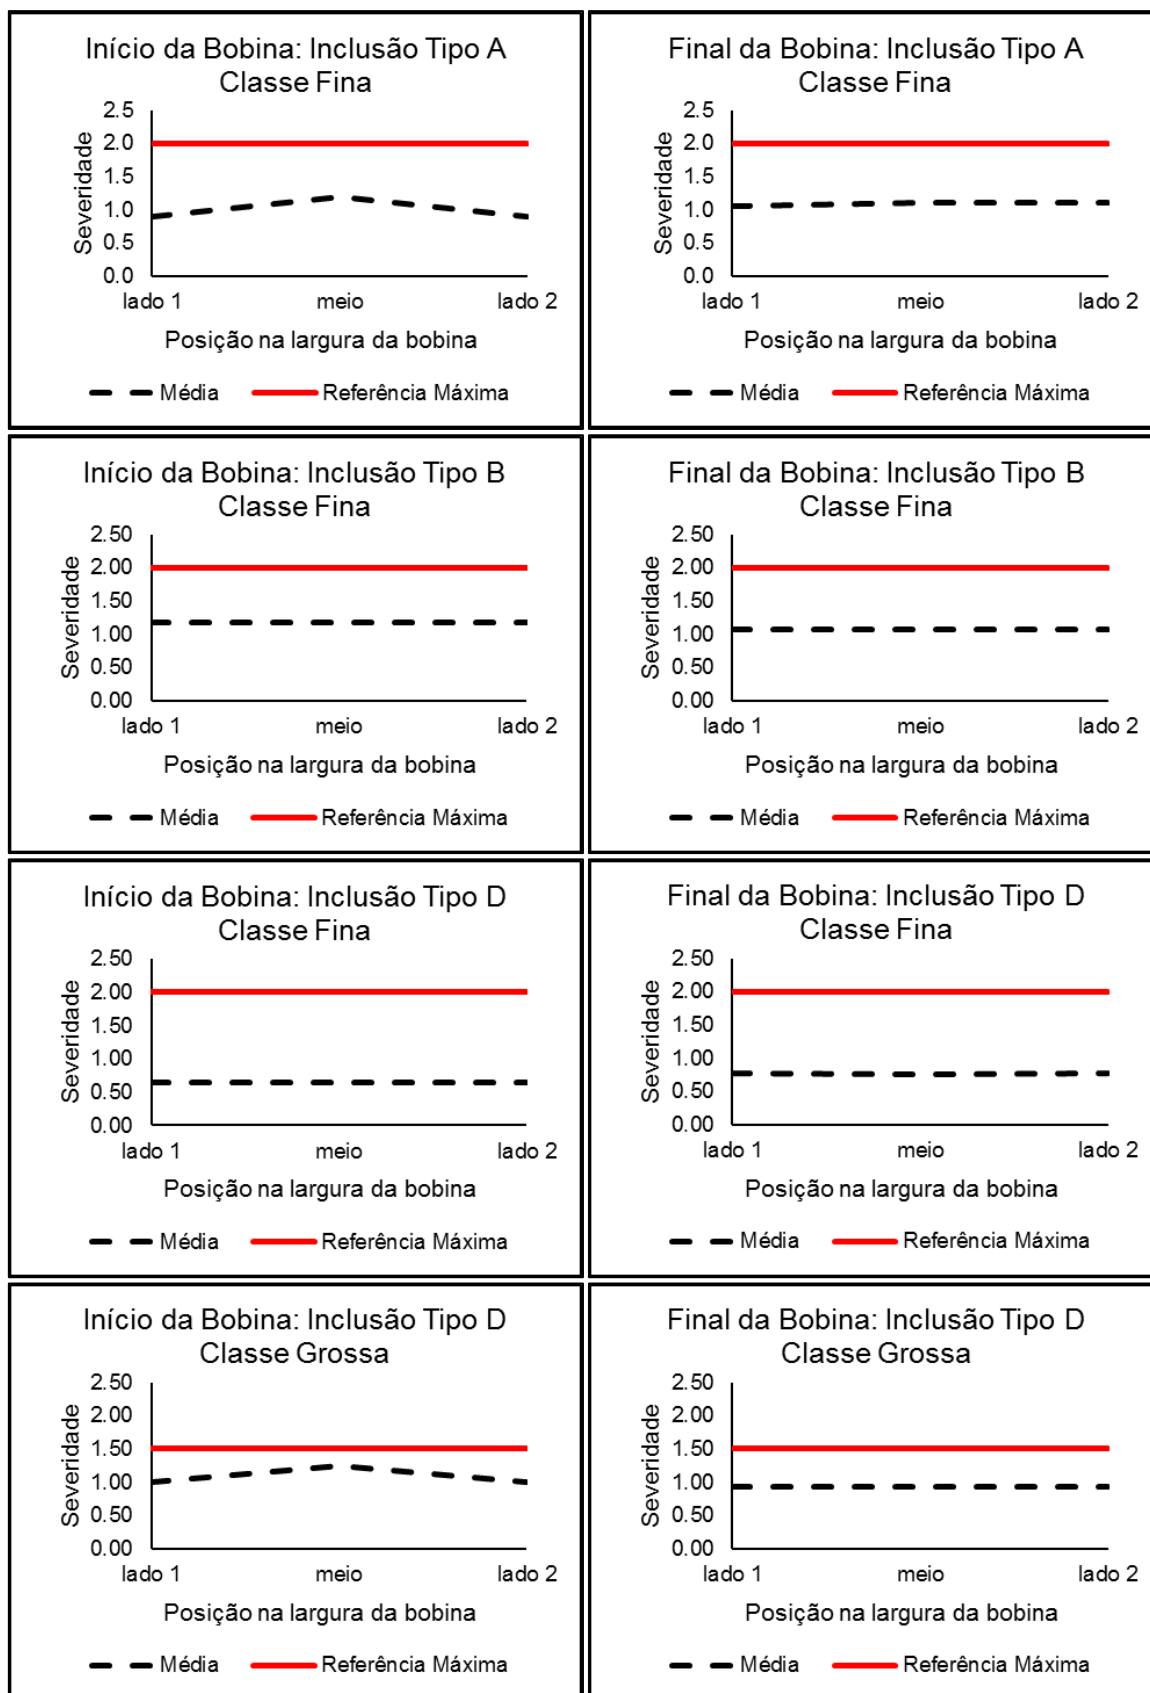 Início da Bobina: Inclusão Tipo A
Classe Fina
Severidade
2.5
2.0
1.5
1.0
0.5
0.0
lado 1 meio lado 2
Posição na largura da bobina
Média Referência Máxima
Final da Bobina: Inclusão Tipo A
Classe Fina
Severidade
2.5
2.0
1.5
1.0
0.5
0.0
lado 1 meio lado 2
Posição na largura da bobina
Média Referência Máxima
Início da Bobina: Inclusão Tipo B
Classe Fina
Severidade
2.50
2.00
1.50
1.00
0.50
0.00
lado 1 meio lado 2
Posição na largura da bobina
Média Referência Máxima
Final da Bobina: Inclusão Tipo B
Classe Fina
Severidade
2.50
2.00
1.50
1.00
0.50
0.00
lado 1 meio lado 2
Posição na largura da bobina
Média Referência Máxima
Início da Bobina: Inclusão Tipo D
Classe Fina
Severidade
2.50
2.00
1.50
1.00
0.50
0.00
lado 1 meio lado 2
Posição na largura da bobina
Média Referência Máxima
Final da Bobina: Inclusão Tipo D
Classe Fina
Severidade
2.50
2.00
1.50
1.00
0.50
0.00
lado 1 meio lado 2
Posição na largura da bobina
Média Referência Máxima
Início da Bobina: Inclusão Tipo D
Classe Grossa
Severidade
2.50
2.00
1.50
1.00
0.50
0.00
lado 1 meio lado 2
Posição na largura da bobina
Média Referência Máxima
Final da Bobina: Inclusão Tipo D
Classe Grossa
Severidade
2.50
2.00
1.50
1.00
0.50
0.00
lado 1 meio lado 2
Posição na largura da bobina
Média Referência Máxima